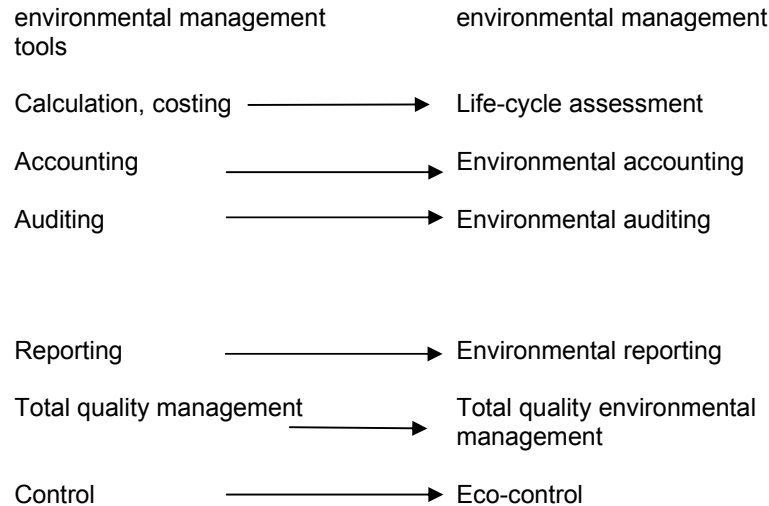 environmental management environmental management
tools
Calculation, costing Life-cycle assessment
Accounting Environmental accounting
Auditing Environmental auditing
Reporting Environmental reporting
Total quality management Total quality environmental
management
Control Eco-control